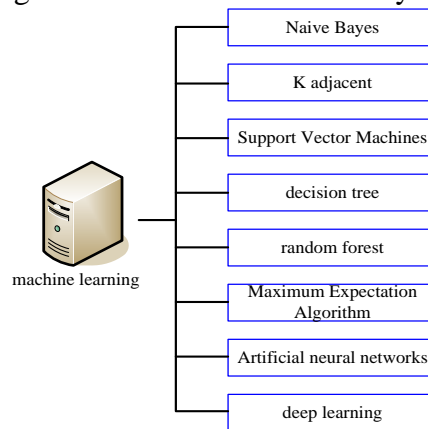 Naive Bayes
K adjacent
Support Vector Machines
decision tree
random forest
machine learning
Maximum Expectation
Algorithm
Artificial neural networks
deep learning